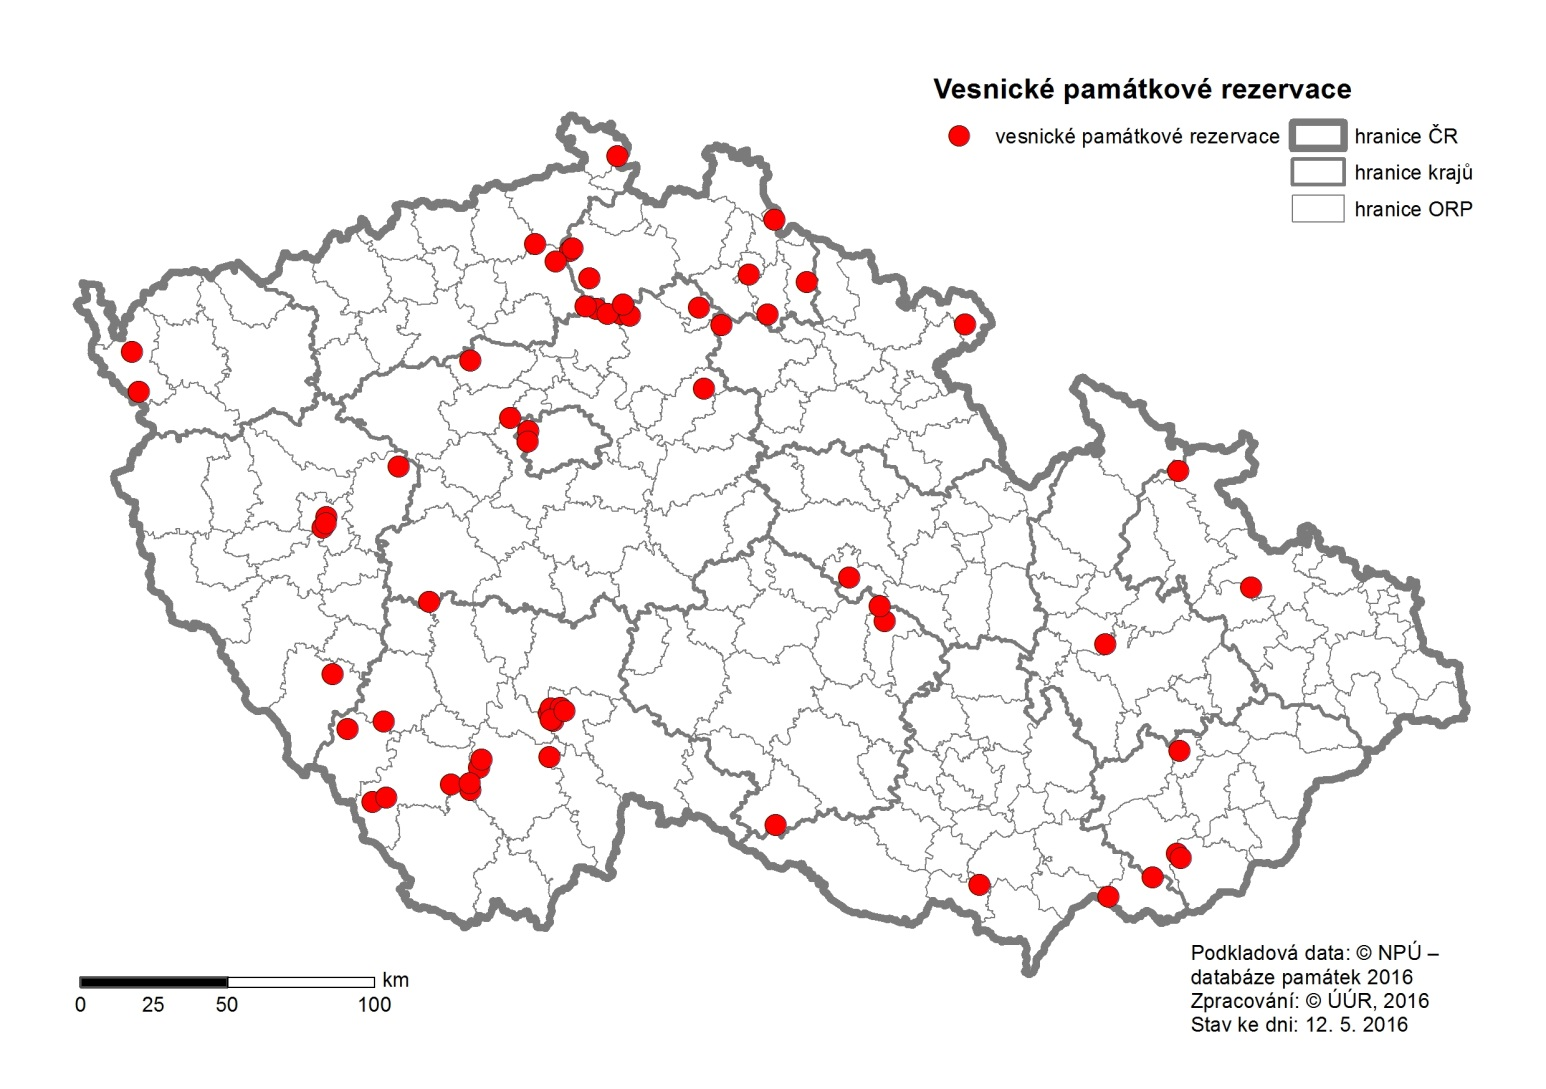 Vesnické památkové rezervace
vesnické památkové rezervace
hranice ČR
hranice krajů
hranice ORP
km
0 25 50 100
Podkladová data: © NPÚ –
databáze památek 2016
Zpracování: © ÚÚR, 2016
Stav ke dni: 12. 5. 2016